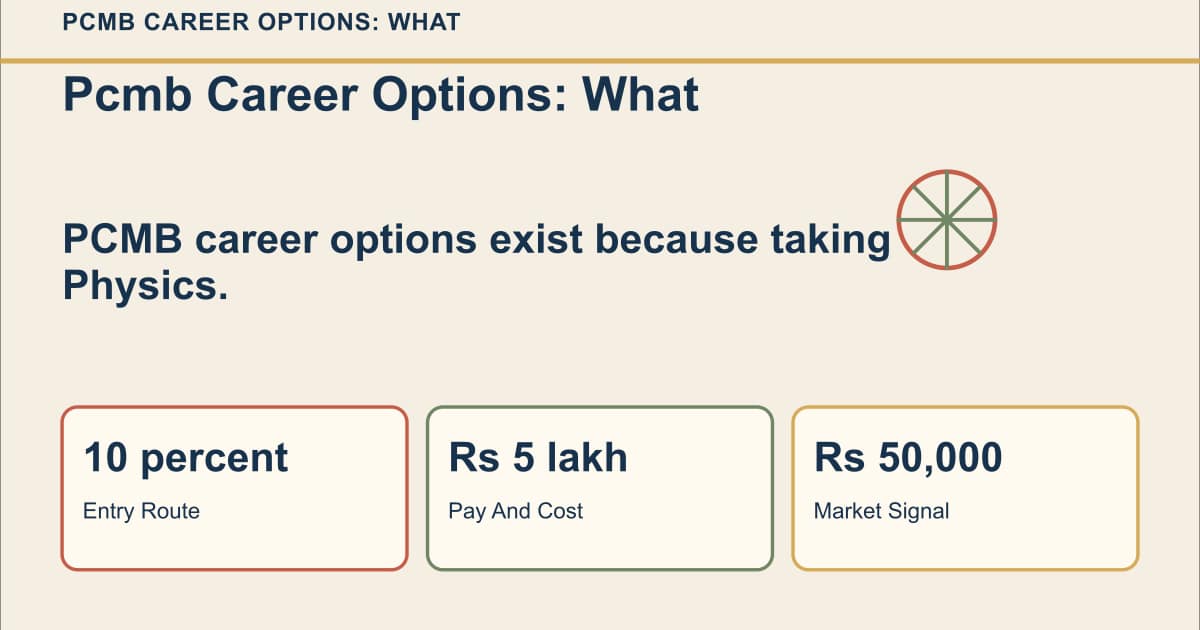 PCMB CAREER OPTIONS: WHAT
Pcmb Career Options: What
PCMB career options exist because taking
Physics.
10 percent
Entry Route
Rs 5 lakh
Pay And Cost
Rs 50,000
Market Signal